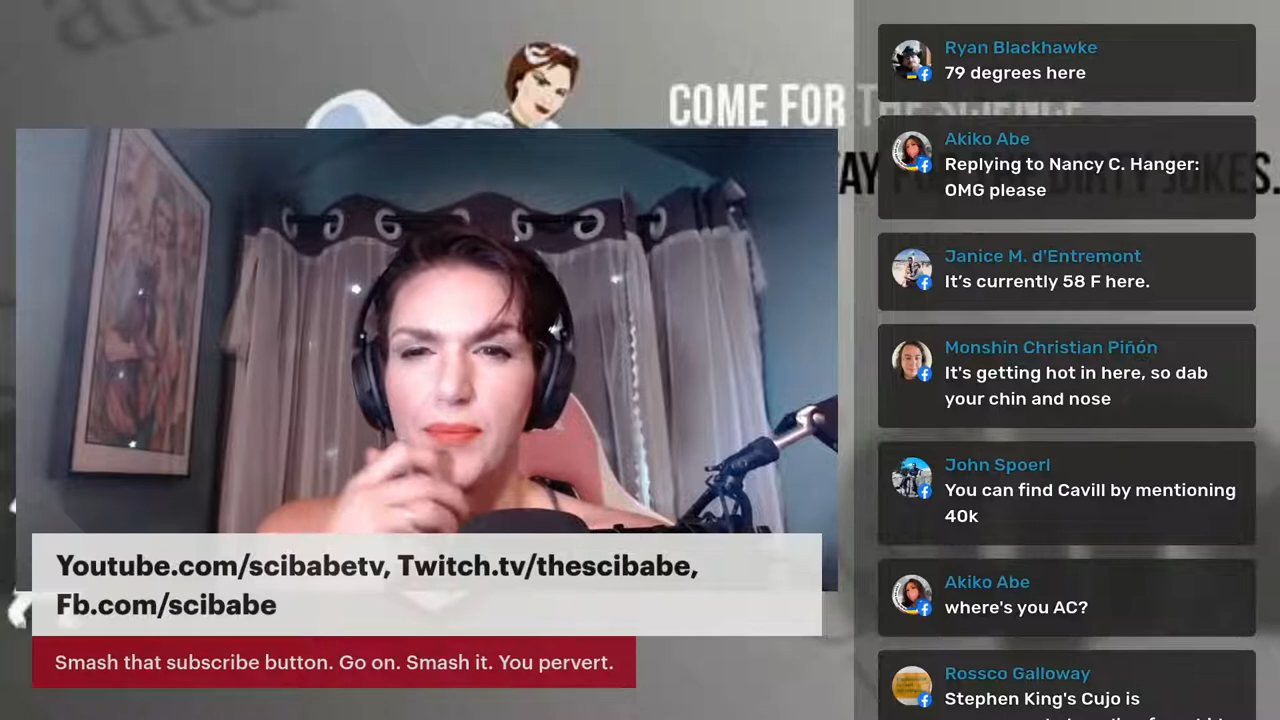 and
COME FOR THE SCIENCE
AY DIRTY JOKES.
Youtube.com/scibabetv, Twitch.tv/thescibabe,
Fb.com/scibabe
Smash that subscribe button. Go on. Smash it. You pervert.
Ryan Blackhawke
79 degrees here
Akiko Abe
Replying to Nancy C. Hanger:
OMG please
Janice M. d'Entremont
It’s currently 58 F here.
Monshin Christian Piñón
It's getting hot in here, so dab
your chin and nose
John Spoerl
You can find Cavill by mentioning
40k
Akiko Abe
where's you AC?
Rossco Galloway
Stephen King's Cujo is